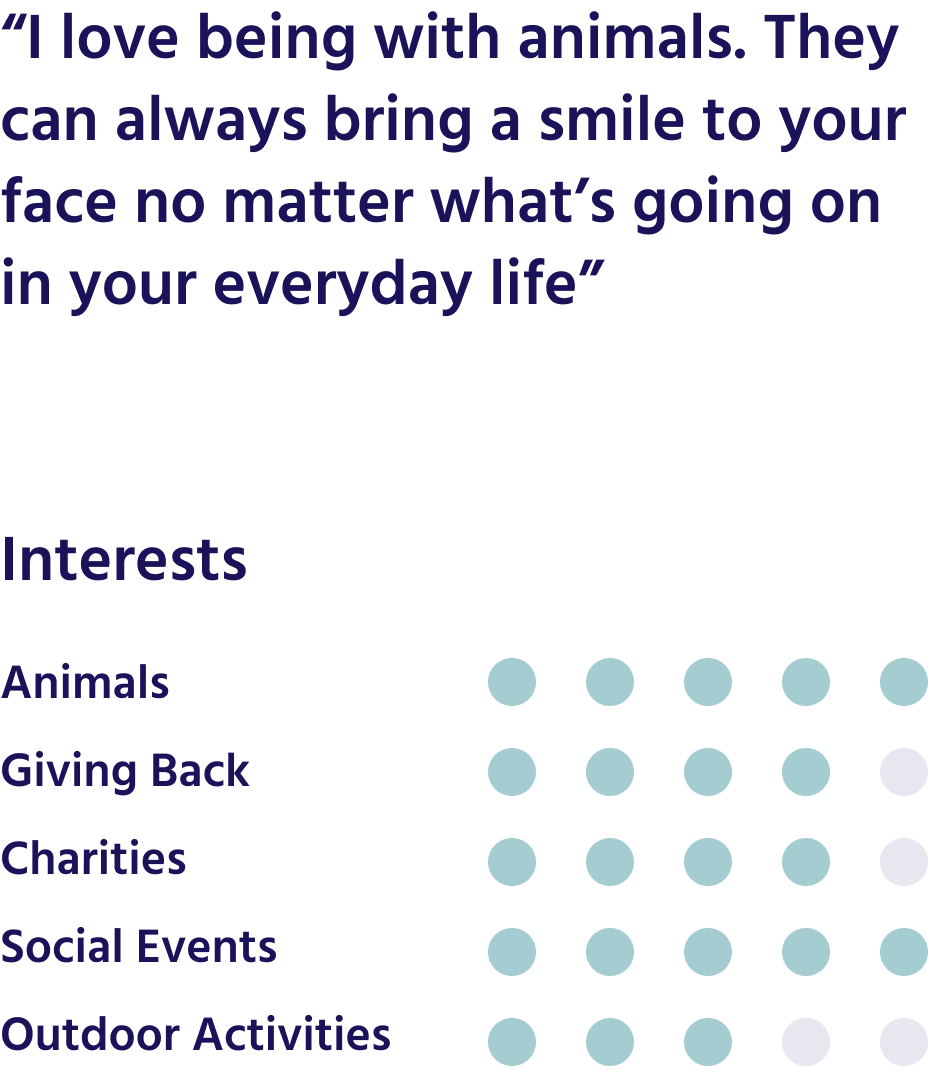 “I love being with animals. They
can always bring a smile to your
face no matter what’s going on
in your everyday life”
Interests
Animals
Giving Back
Charities
Social Events
Outdoor Activities